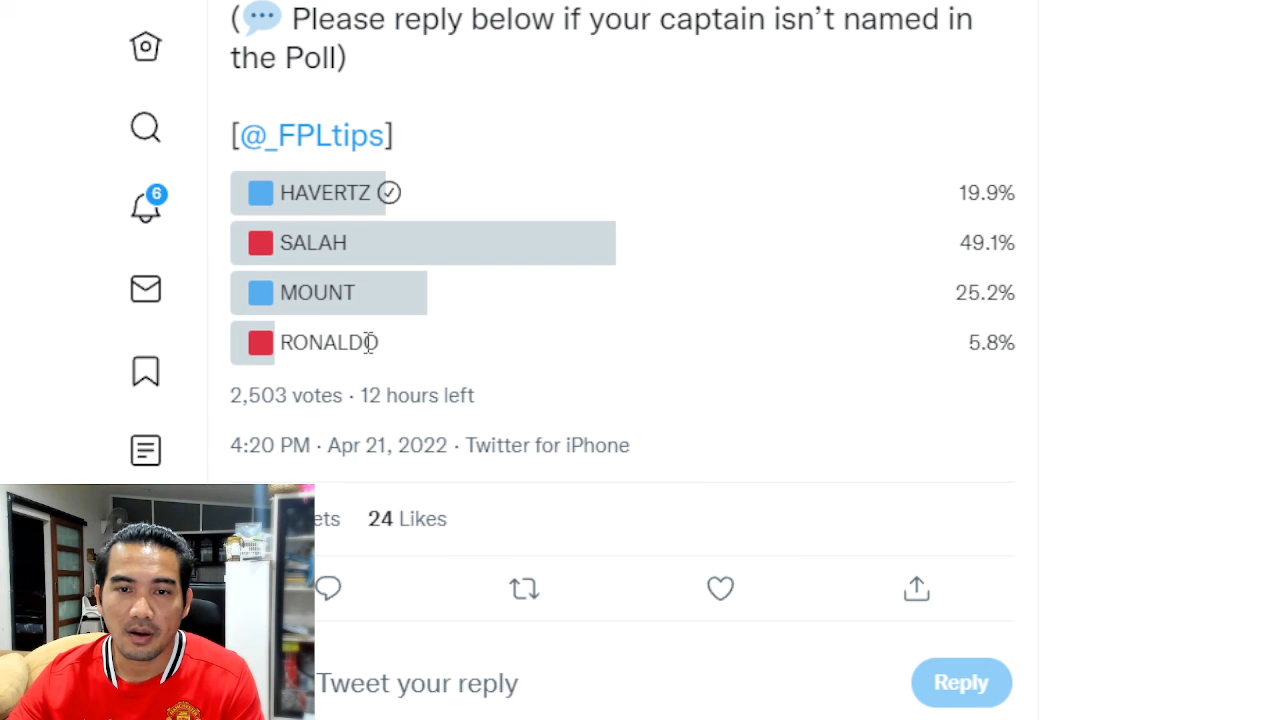 (💬 Please reply below if your captain isn’t named in
the Poll)
[@_FPLtips]
HAVERTZ 19.9%
SALAH 49.1%
MOUNT 25.2%
RONALDO 5.8%
2,503 votes · 12 hours left
4:20 PM · Apr 21, 2022 · Twitter for iPhone
6
ets 24 Likes
Tweet your reply
Reply